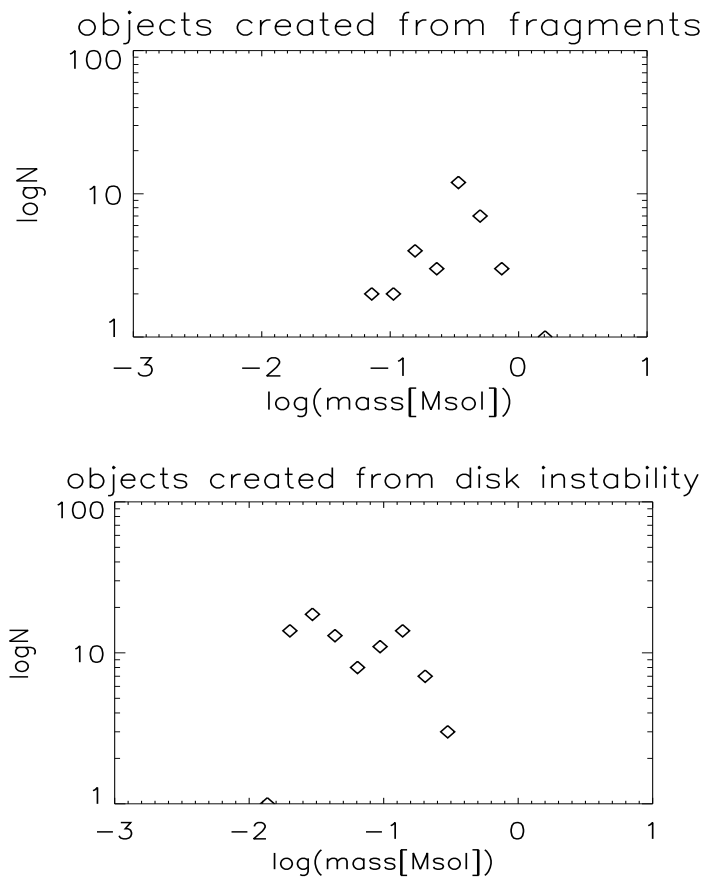 objects created from fragments
100
10
1
logN
−3 −2 −1 0 1
log(mass[Msol])
objects created from disk instability
100
10
1
logN
−3 −2 −1 0 1
log(mass[Msol])